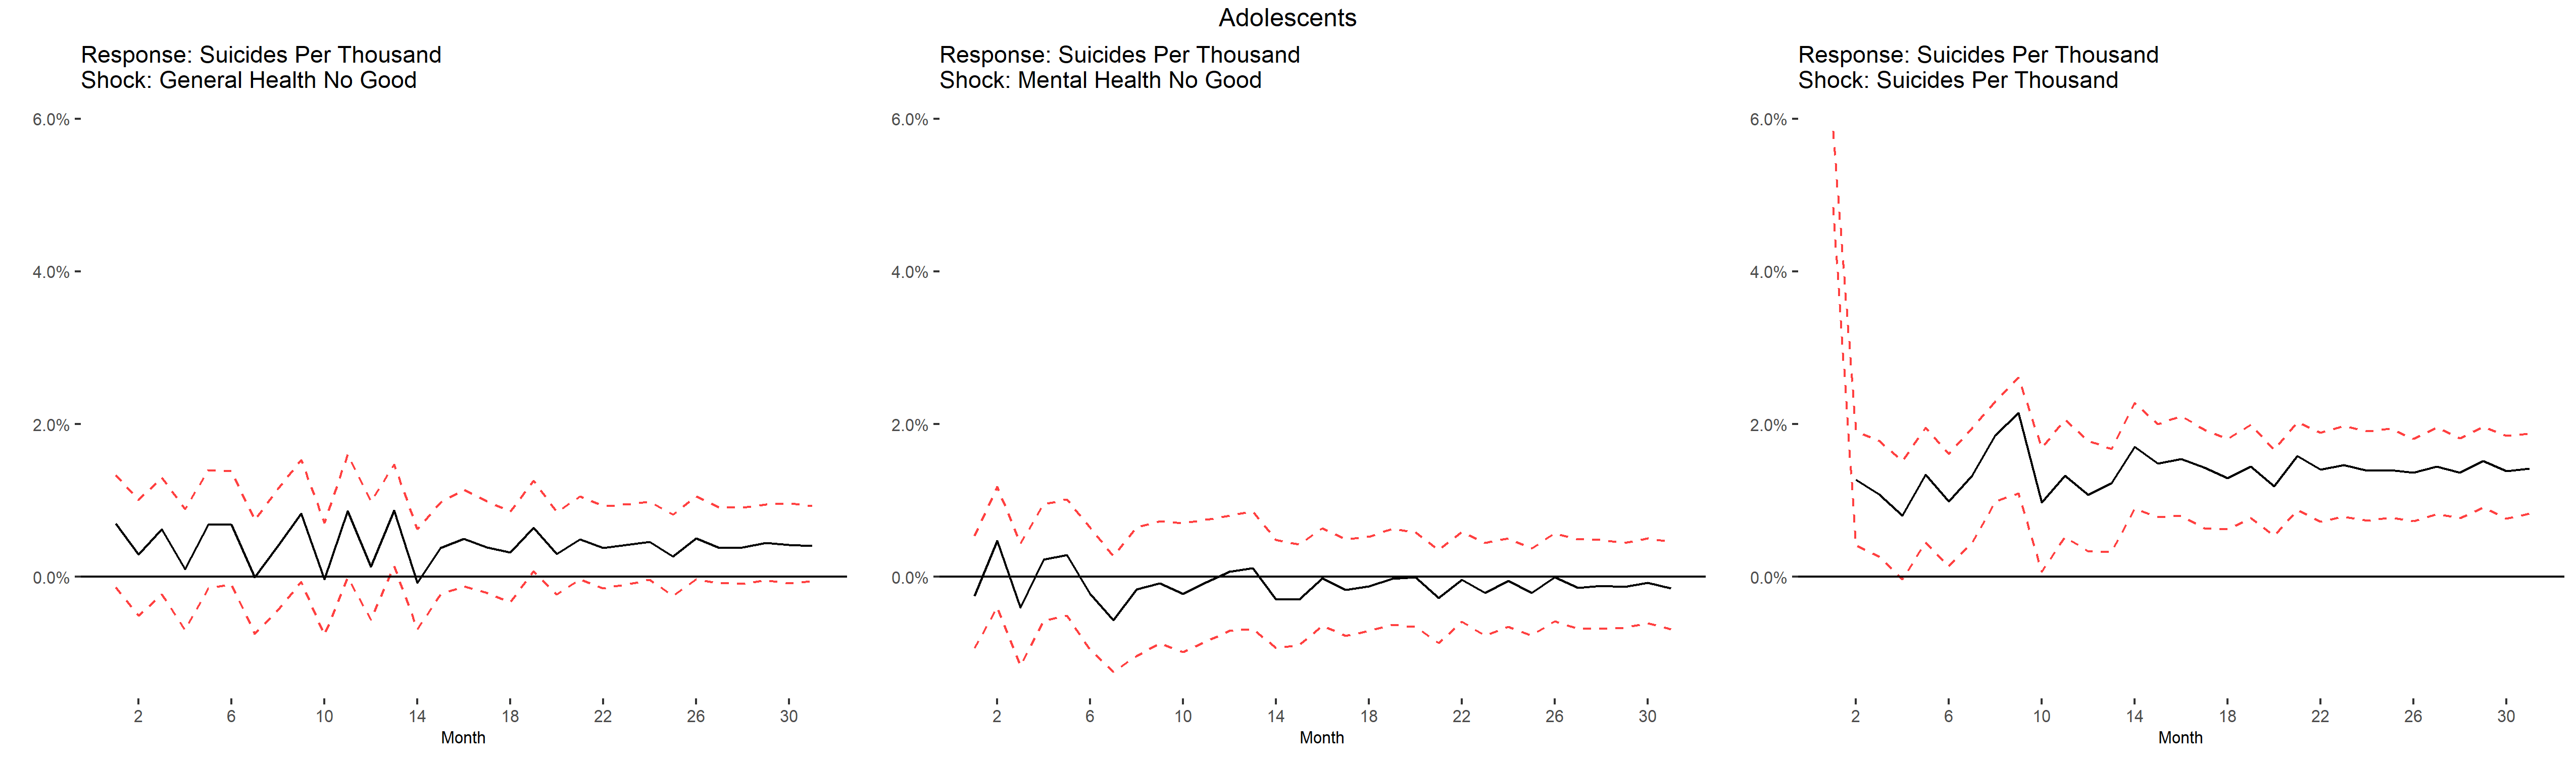 Adolescents
Response: Suicides Per Thousand
Shock: General Health No Good
6.0%
4.0%
2.0%
0.0%
2 6 10 14 18 22 26 30
Month
Response: Suicides Per Thousand
Shock: Mental Health No Good
6.0%
4.0%
2.0%
0.0%
2 6 10 14 18 22 26 30
Month
Response: Suicides Per Thousand
Shock: Suicides Per Thousand
6.0%
4.0%
2.0%
0.0%
2 6 10 14 18 22 26 30
Month